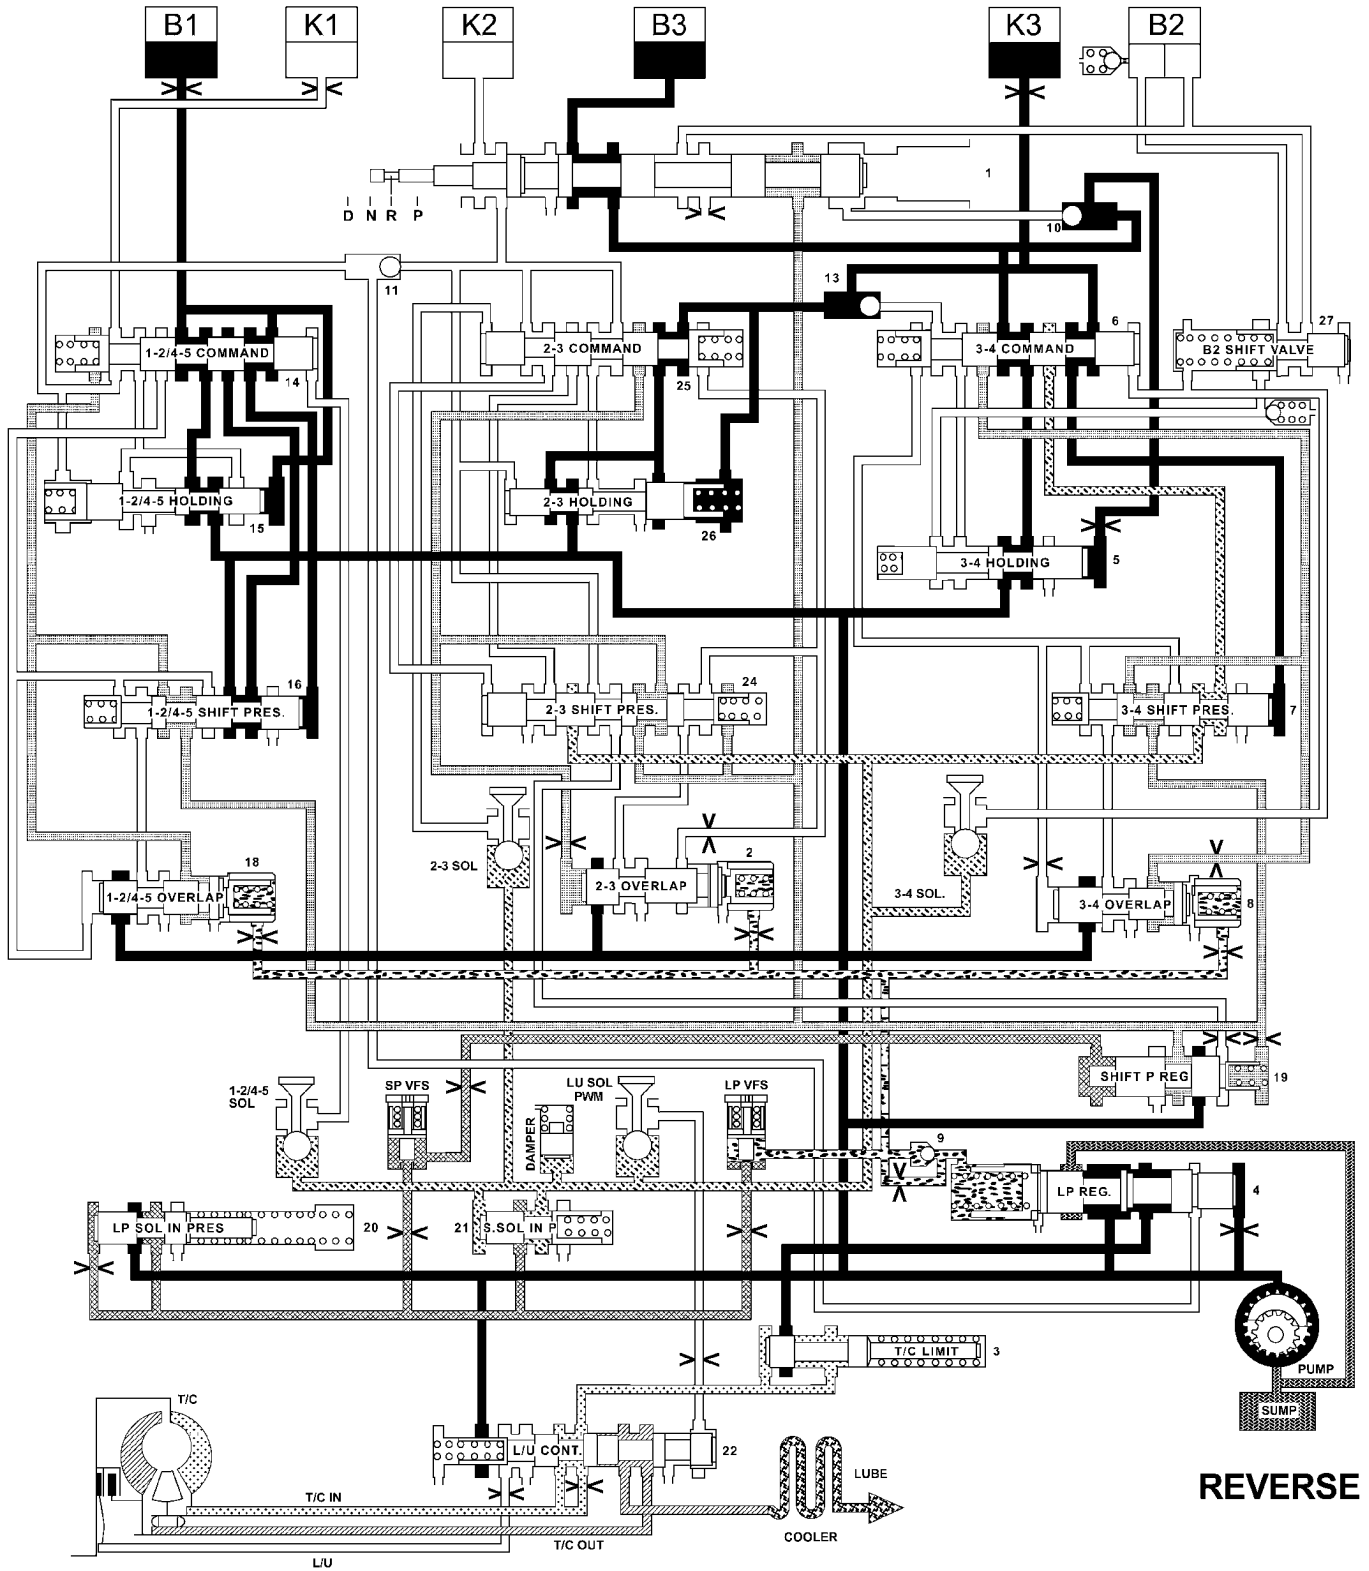 B1 K1 K2 B3 K3 B2
1
D N R P
10
11
13
6
27
1-2/4-5 COMMAND
2-3 COMMAND
3-4 COMMAND
B2 SHIFT VALVE
14
25
1-2/4-5 HOLDING
2-3 HOLDING
15
26
3-4 HOLDING
5
16
24
1-2/4-5 SHIFT PRES.
2-3 SHIFT PRES.
3-4 SHIFT PRES.
7
18
2-3 SOL
2
3-4 SOL.
1-2/4-5 OVERLAP
2-3 OVERLAP
3-4 OVERLAP
8
SHIFT P REG
19
1-2/4-5
SOL
SP VFS
DAMPER
LU SOL
PWM
LP VFS
9
LP REG.
4
LP SOL IN PRES
20
21
S.SOL IN P
T/C LIMIT
3
PUMP
SUMP
T/C
L/U CONT.
22
LUBE
COOLER
T/C IN
T/C OUT
L/U
REVERSE